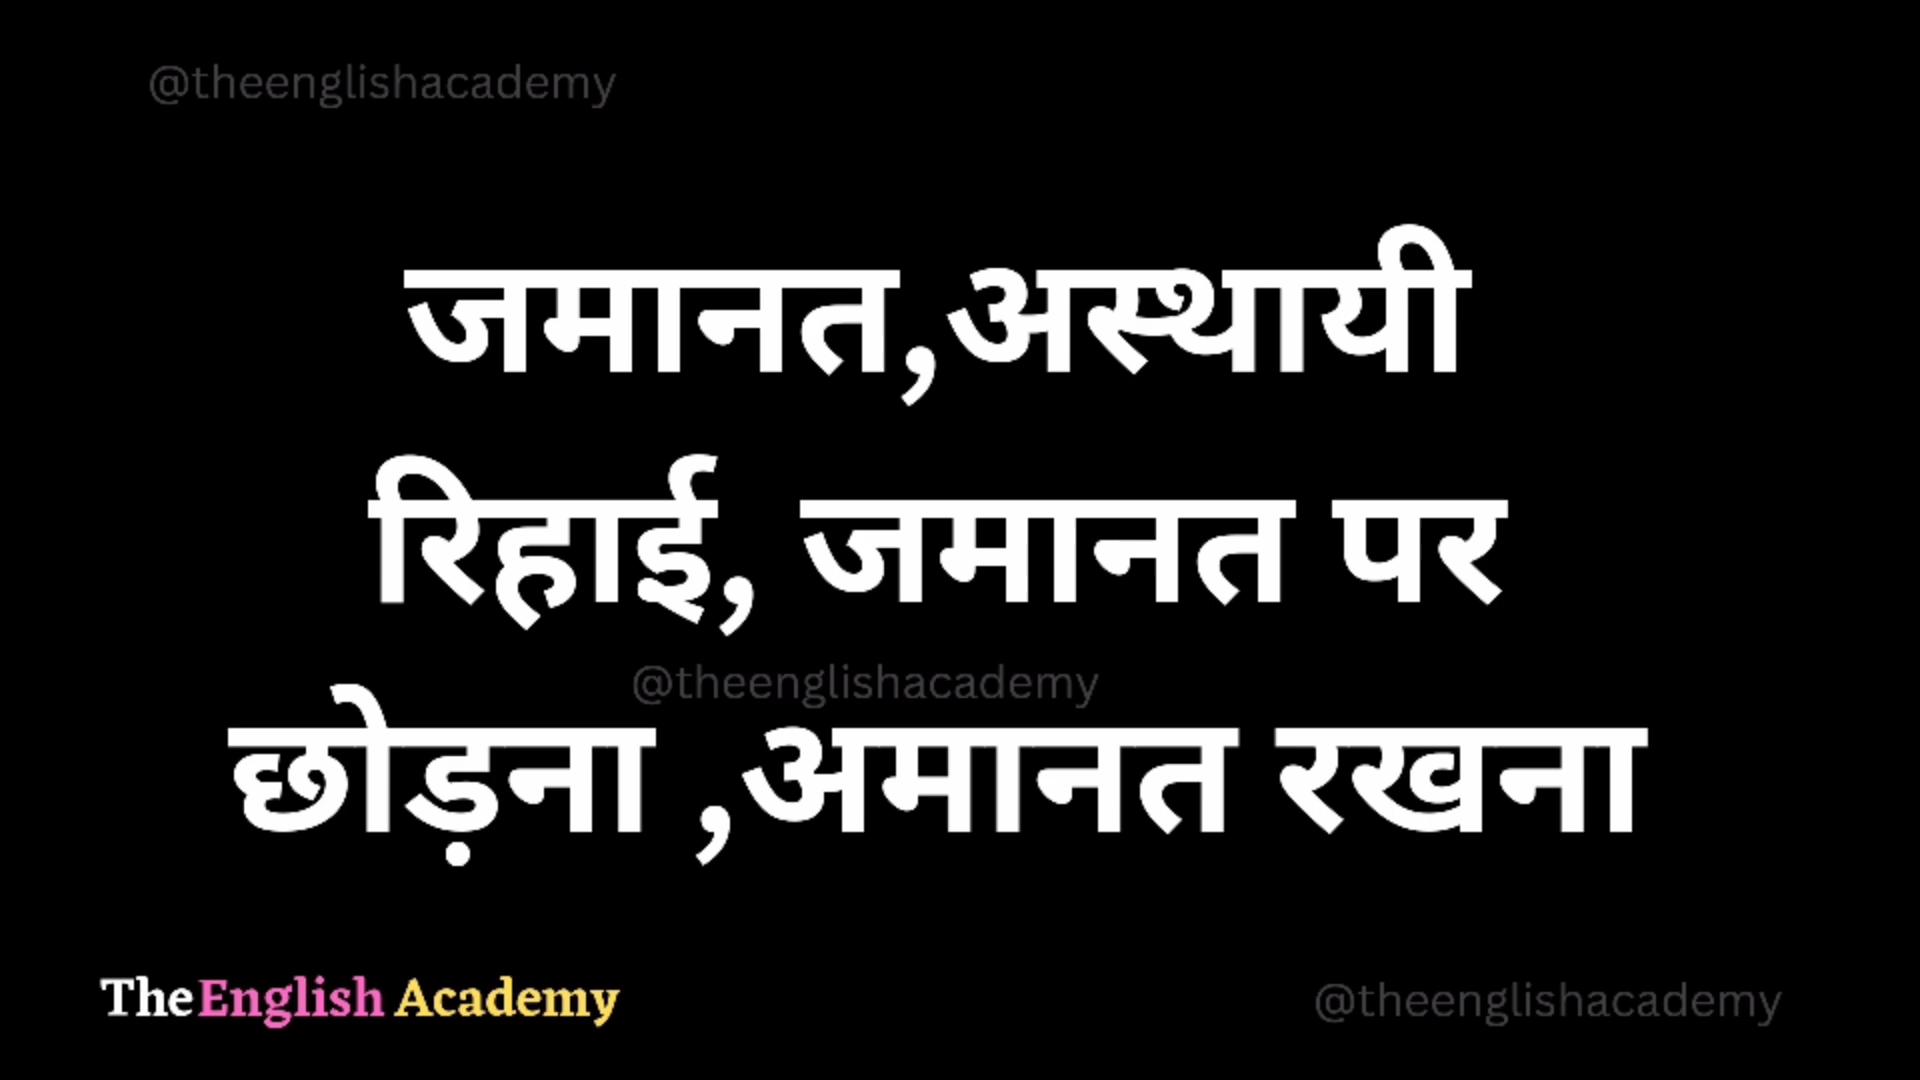 @theenglishacademy
जमानत,अस्थायी
रिहाई, जमानत पर
@theenglishacademy
छोड़ना ,अमानत रखना
The English Academy
@theenglishacademy